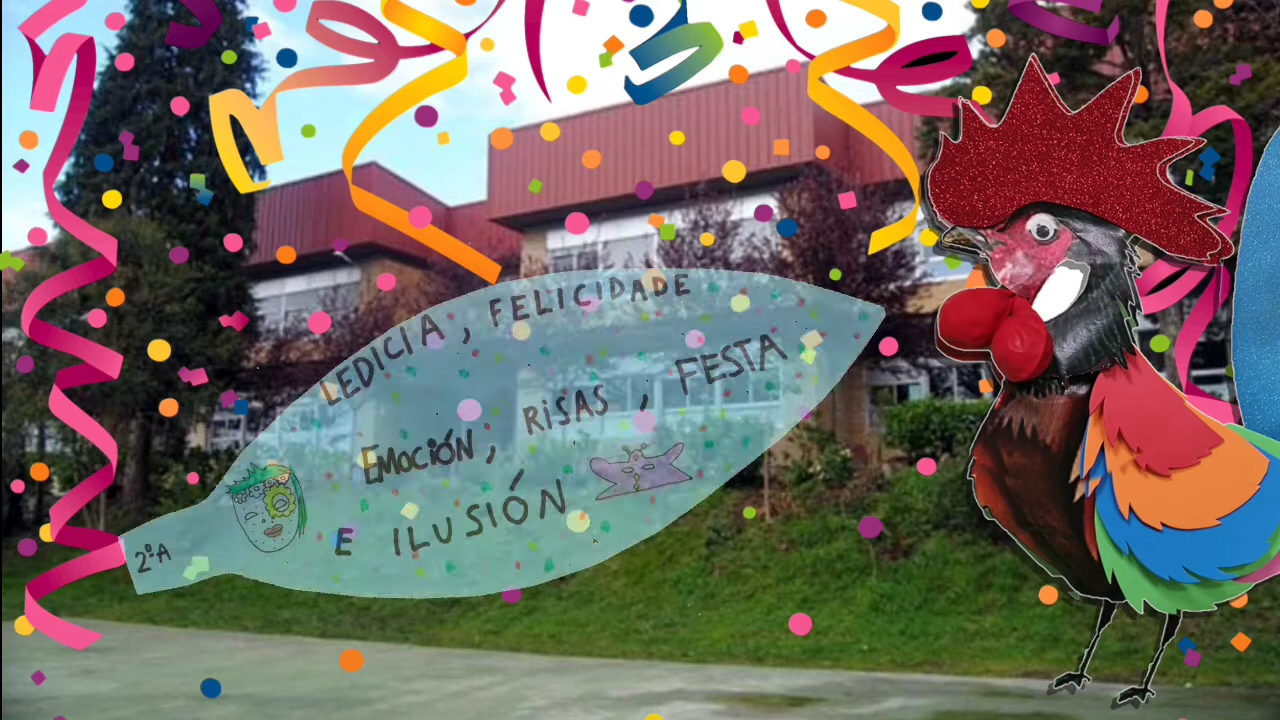 LEDICIA, FELICIDADE
EMOCIÓN, RISAS, FESTA
E ILUSIÓN
2ºA